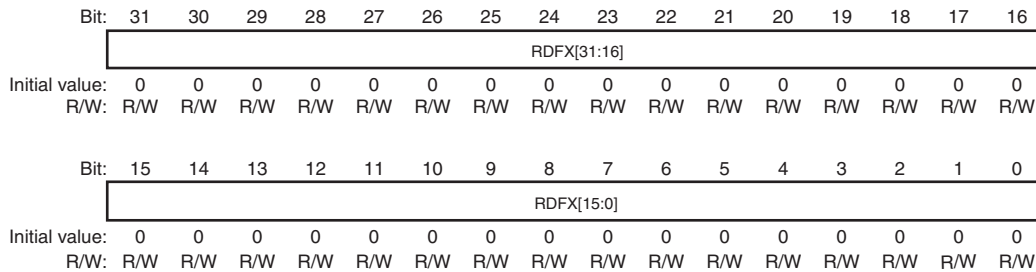 Bit: 31 30 29 28 27 26 25 24 23 22 21 20 19 18 17 16
RDFX[31:16]
Initial value: 0 0 0 0 0 0 0 0 0 0 0 0 0 0 0 0
R/W: R/W R/W R/W R/W R/W R/W R/W R/W R/W R/W R/W R/W R/W R/W R/W R/W
Bit: 15 14 13 12 11 10 9 8 7 6 5 4 3 2 1 0
RDFX[15:0]
Initial value: 0 0 0 0 0 0 0 0 0 0 0 0 0 0 0 0
R/W: R/W R/W R/W R/W R/W R/W R/W R/W R/W R/W R/W R/W R/W R/W R/W R/W